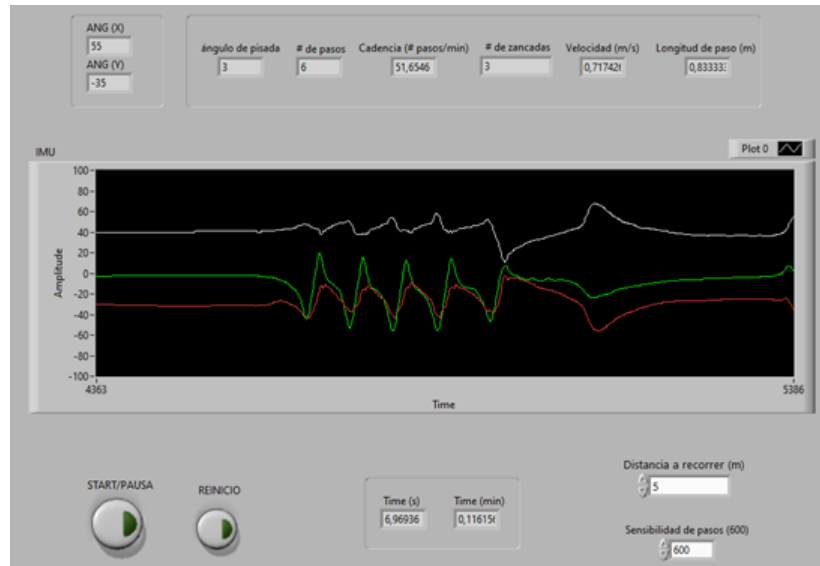 ANG (X)
55
ANG (Y)
-35
ángulo de pisada
3
# de pasos
6
Cadencia (# pasos/min)
51,6546
# de zancadas
3
Velocidad (m/s)
0,71742
Longitud de paso (m)
0,83333
IMU
Plot 0
Amplitude
100
80
60
40
20
0
-20
-40
-60
-80
-100
4363
5386
Time
START/PAUSA
REINICIO
Time (s)
6,96936
Time (min)
0,11615
Distancia a recorrer (m)
5
Sensibilidad de pasos (600)
600